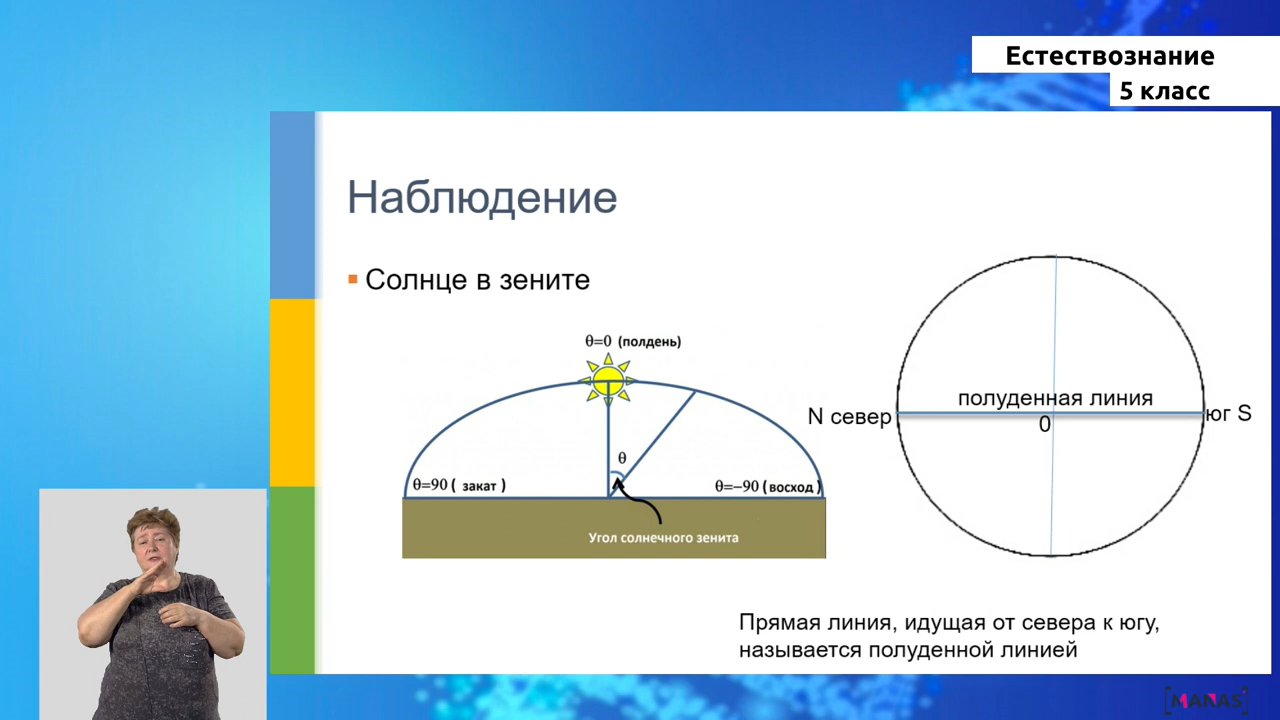 Естествознание
5 класс
Наблюдение
Солнце в зените
θ=0 (полдень)
θ
θ=90 ( закат )
θ=−90 (восход)
Угол солнечного зенита
полуденная линия
N север
юг S
0
Прямая линия, идущая от севера к югу,
называется полуденной линией
[MANAS]